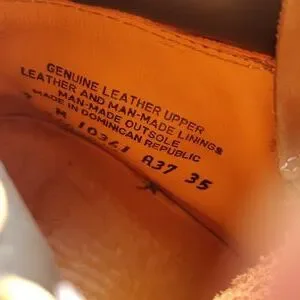 GENUINE LEATHER UPPER
LEATHER AND MAN-MADE LININGS
MAN-MADE OUTSOLE
MADE IN DOMINICAN REPUBLIC
M 10361 A37 35